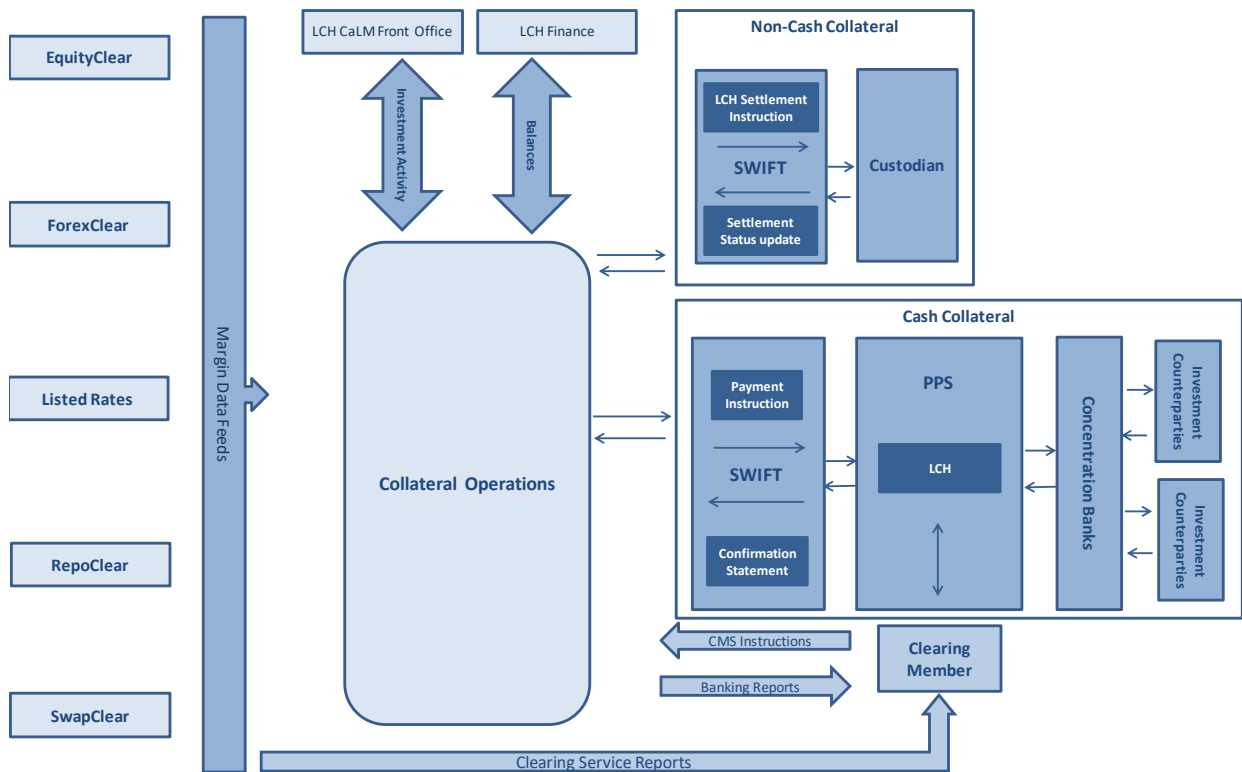 EquityClear
ForexClear
Listed Rates
RepoClear
SwapClear
Margin Data Feeds
LCH CaLM Front Office
LCH Finance
Investment Activity
Balances
Collateral Operations
Non-Cash Collateral
LCH Settlement
Instruction
SWIFT
Settlement
Status update
Custodian
Cash Collateral
Payment
Instruction
SWIFT
Confirmation
Statement
PPS
LCH
Concentration Banks
Investment
Counterparties
Investment
Counterparties
CMS Instructions
Banking Reports
Clearing
Member
Clearing Service Reports